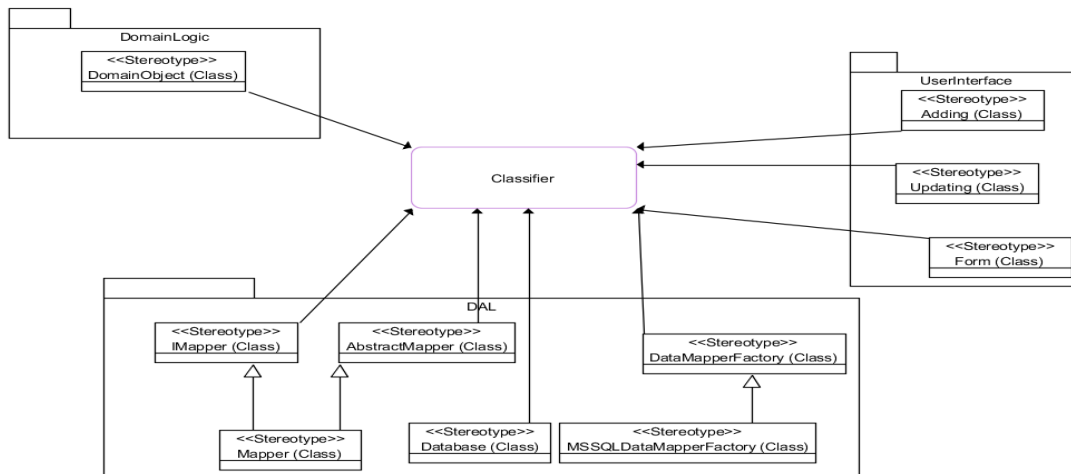 DomainLogic
<<Stereotype>>
DomainObject (Class)
UserInterface
<<Stereotype>>
Adding (Class)
<<Stereotype>>
Updating (Class)
<<Stereotype>>
Form (Class)
Classifier
DAL
<<Stereotype>>
IMapper (Class)
<<Stereotype>>
AbstractMapper (Class)
<<Stereotype>>
DataMapperFactory (Class)
<<Stereotype>>
Mapper (Class)
<<Stereotype>>
Database (Class)
<<Stereotype>>
MSSQLDataMapperFactory (Class)